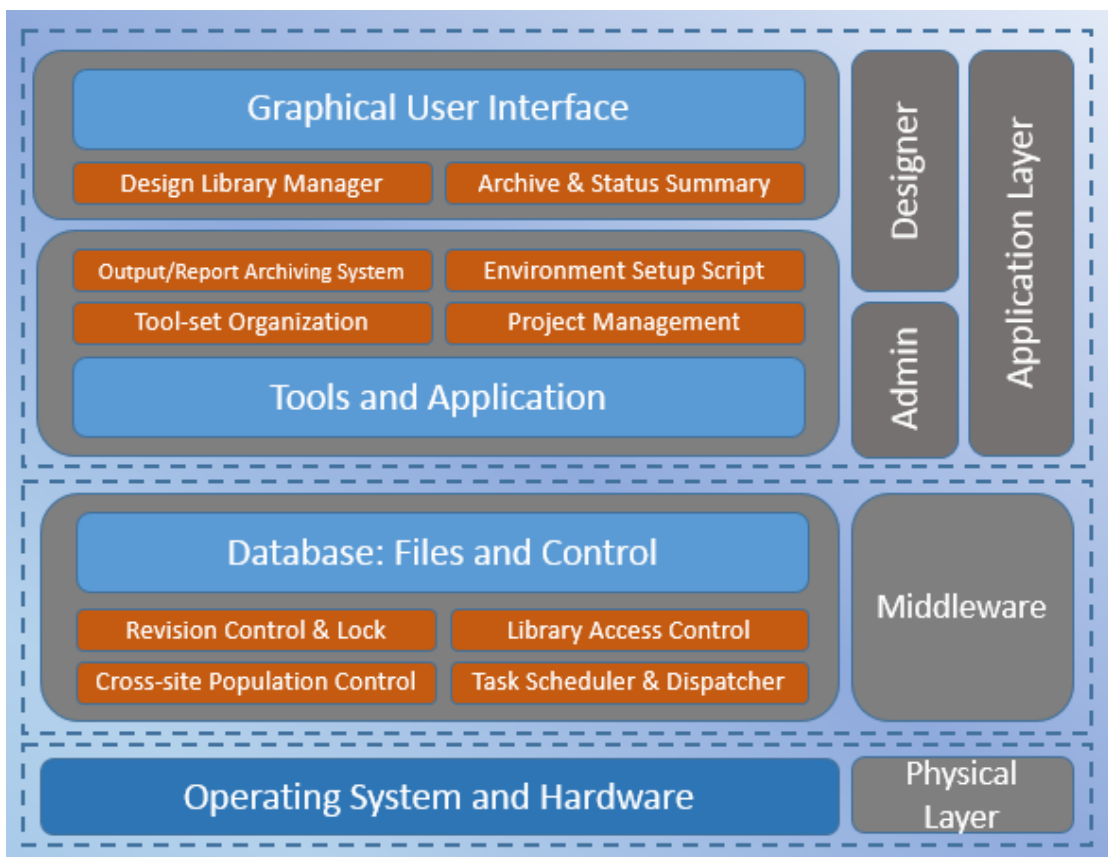 Graphical User Interface
Design Library Manager
Archive & Status Summary
Output/Report Archiving System
Environment Setup Script
Tool-set Organization
Project Management
Tools and Application
Designer
Admin
Application Layer
Database: Files and Control
Revision Control & Lock
Library Access Control
Cross-site Population Control
Task Scheduler & Dispatcher
Middleware
Operating System and Hardware
Physical
Layer